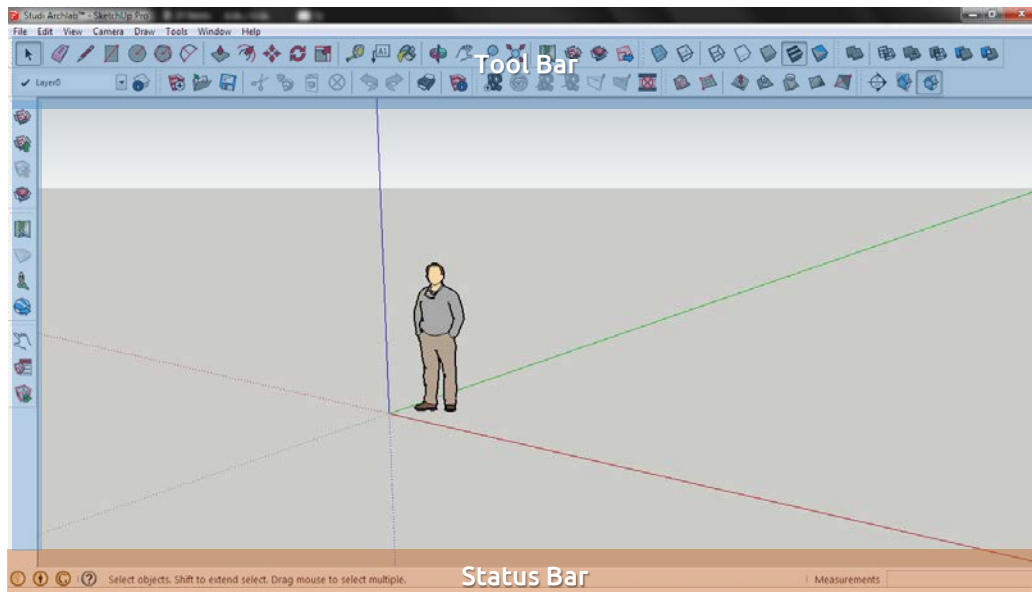 Studi Archlab™ - SketchUp Pro
File Edit View Camera Draw Tools Window Help
A1
Tool Bar
Layer0
Select objects. Shift to extend select. Drag mouse to select multiple.
Status Bar
Measurements